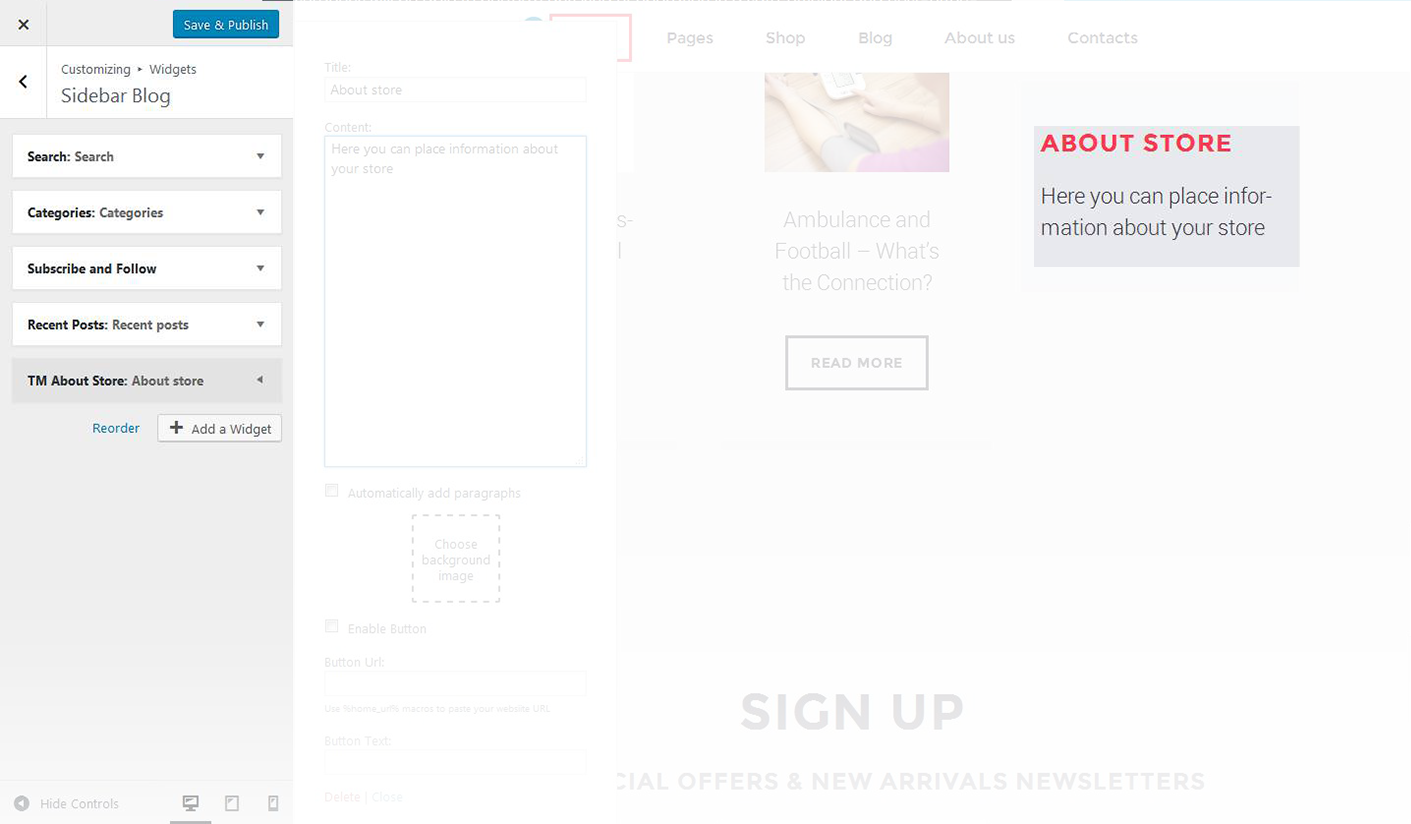 Save & Publish
Customizing ▸ Widgets
Sidebar Blog
Search: Search
Categories: Categories
Subscribe and Follow
Recent Posts: Recent posts
TM About Store: About store
Reorder
Add a Widget
Hide Controls
Title:
About store
Content:
Here you can place information about
your store
Automatically add paragraphs
Choose
background
image
Enable Button
Button Url:
Use %home_url% macros to paste your website URL
Button Text:
Delete | Close
Pages
Shop
Blog
About us
Contacts
s-
l
Ambulance and
Football – What's
the Connection?
READ MORE
ABOUT STORE
Here you can place infor-
mation about your store
SIGN UP
CIAL OFFERS & NEW ARRIVALS NEWSLETTERS